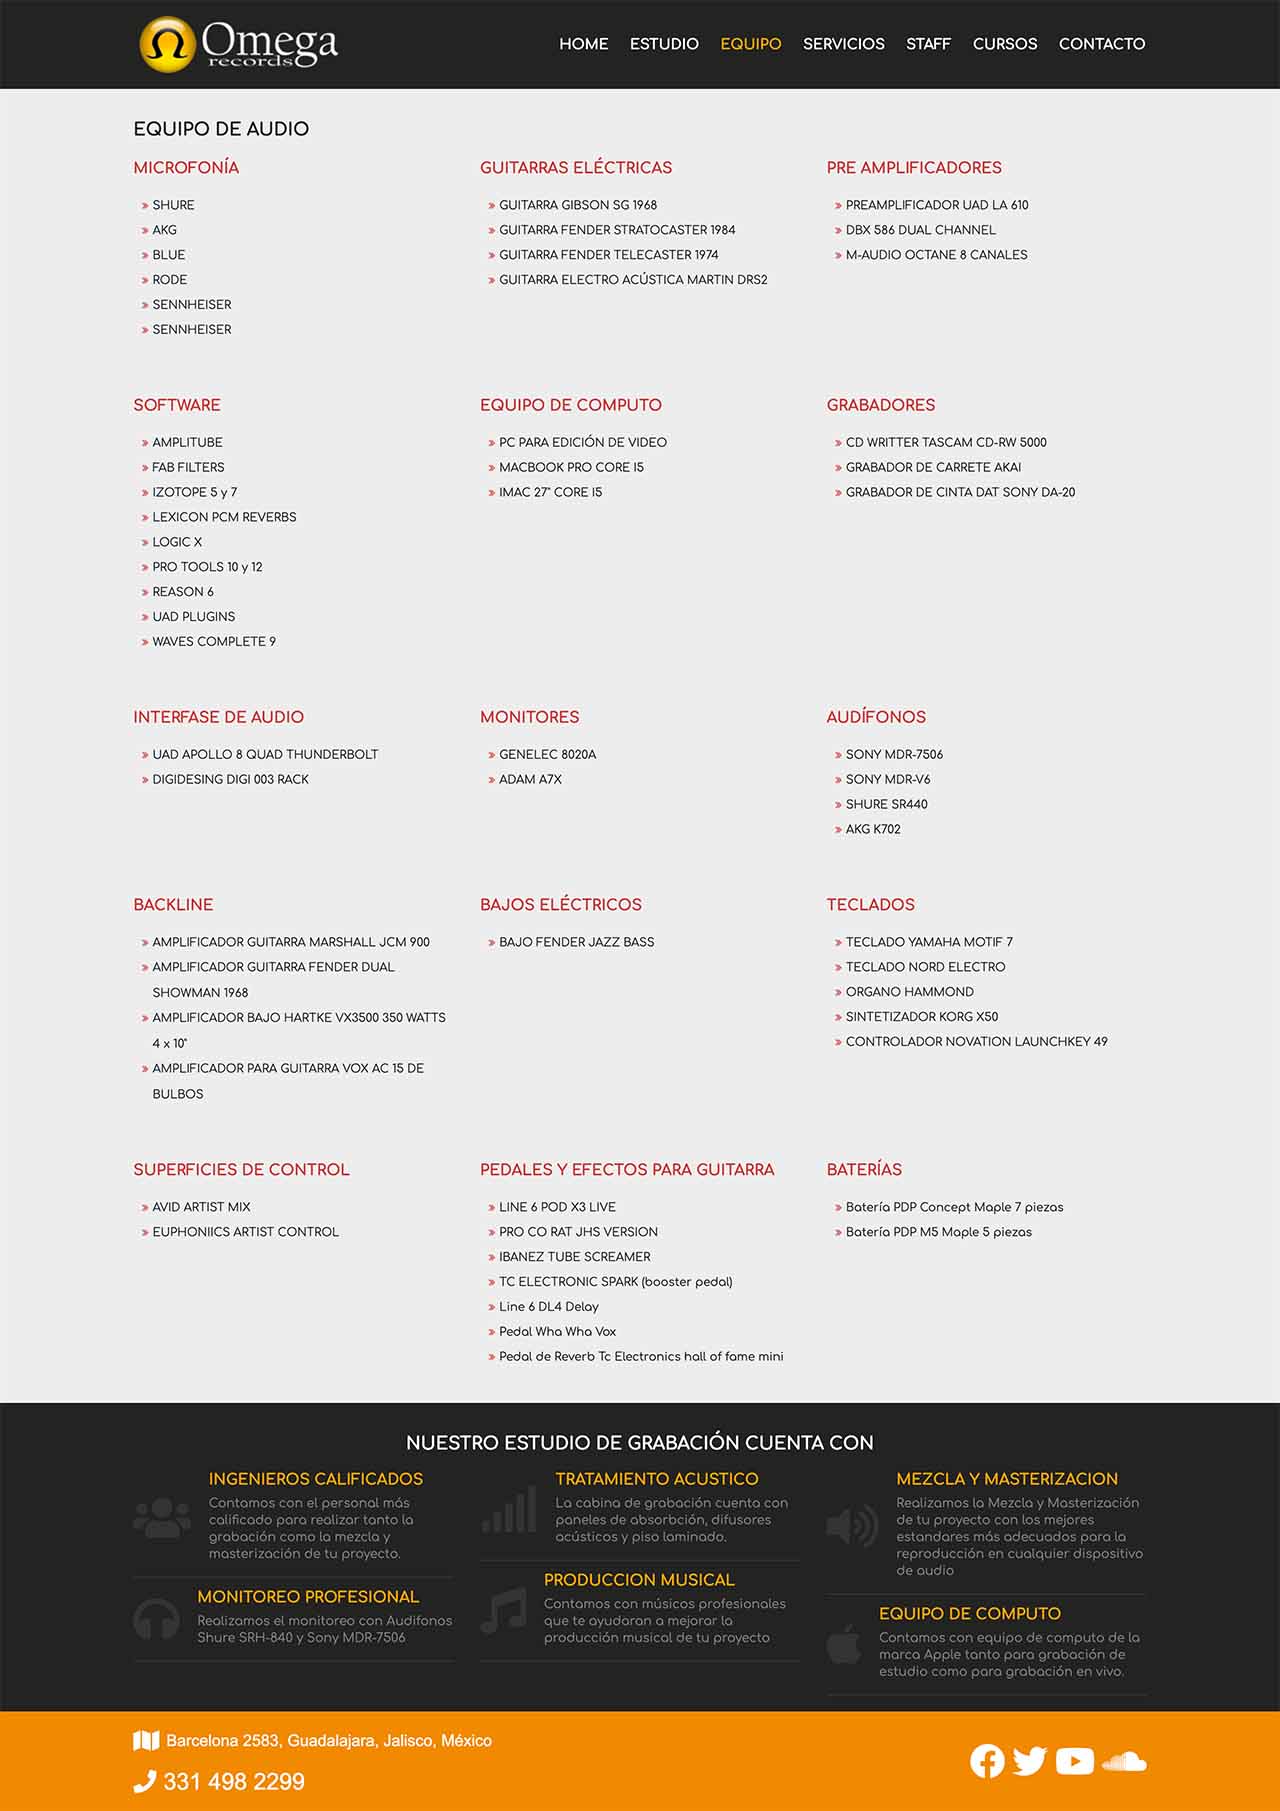 Omega
records
HOME ESTUDIO EQUIPO SERVICIOS STAFF CURSOS CONTACTO
EQUIPO DE AUDIO
MICROFONÍA
» SHURE
» AKG
» BLUE
» RODE
» SENNHEISER
» SENNHEISER
GUITARRAS ELÉCTRICAS
» GUITARRA GIBSON SG 1968
» GUITARRA FENDER STRATOCASTER 1984
» GUITARRA FENDER TELECASTER 1974
» GUITARRA ELECTRO ACÚSTICA MARTIN DRS2
PRE AMPLIFICADORES
» PREAMPLIFICADOR UAD LA 610
» DBX 586 DUAL CHANNEL
» M-AUDIO OCTANE 8 CANALES
SOFTWARE
» AMPLITUBE
» FAB FILTERS
» IZOTOPE 5 y 7
» LEXICON PCM REVERBS
» LOGIC X
» PRO TOOLS 10 y 12
» REASON 6
» UAD PLUGINS
» WAVES COMPLETE 9
EQUIPO DE COMPUTO
» PC PARA EDICIÓN DE VIDEO
» MACBOOK PRO CORE I5
» IMAC 27" CORE I5
GRABADORES
» CD WRITTER TASCAM CD-RW 5000
» GRABADOR DE CARRETE AKAI
» GRABADOR DE CINTA DAT SONY DA-20
INTERFASE DE AUDIO
» UAD APOLLO 8 QUAD THUNDERBOLT
» DIGIDESING DIGI 003 RACK
MONITORES
» GENELEC 8020A
» ADAM A7X
AUDÍFONOS
» SONY MDR-7506
» SONY MDR-V6
» SHURE SR440
» AKG K702
BACKLINE
» AMPLIFICADOR GUITARRA MARSHALL JCM 900
» AMPLIFICADOR GUITARRA FENDER DUAL
SHOWMAN 1968
» AMPLIFICADOR BAJO HARTKE VX3500 350 WATTS
4 x 10"
» AMPLIFICADOR PARA GUITARRA VOX AC 15 DE
BULBOS
BAJOS ELÉCTRICOS
» BAJO FENDER JAZZ BASS
TECLADOS
» TECLADO YAMAHA MOTIF 7
» TECLADO NORD ELECTRO
» ORGANO HAMMOND
» SINTETIZADOR KORG X50
» CONTROLADOR NOVATION LAUNCHKEY 49
SUPERFICIES DE CONTROL
» AVID ARTIST MIX
» EUPHONIICS ARTIST CONTROL
PEDALES Y EFECTOS PARA GUITARRA
» LINE 6 POD X3 LIVE
» PRO CO RAT JHS VERSION
» IBANEZ TUBE SCREAMER
» TC ELECTRONIC SPARK (booster pedal)
» Line 6 DL4 Delay
» Pedal Wha Wha Vox
» Pedal de Reverb Tc Electronics hall of fame mini
BATERÍAS
» Batería PDP Concept Maple 7 piezas
» Batería PDP M5 Maple 5 piezas
NUESTRO ESTUDIO DE GRABACIÓN CUENTA CON
INGENIEROS CALIFICADOS
Contamos con el personal más
calificado para realizar tanto la
grabación como la mezcla y
masterización de tu proyecto.
MONITOREO PROFESIONAL
Realizamos el monitoreo con Audifonos
Shure SRH-840 y Sony MDR-7506
TRATAMIENTO ACUSTICO
La cabina de grabación cuenta con
paneles de absorbción, difusores
acústicos y piso laminado.
PRODUCCION MUSICAL
Contamos con músicos profesionales
que te ayudaran a mejorar la
producción musical de tu proyecto
MEZCLA Y MASTERIZACION
Realizamos la Mezcla y Masterización
de tu proyecto con los mejores
estandares más adecuados para la
reproducción en cualquier dispositivo
de audio
EQUIPO DE COMPUTO
Contamos con equipo de computo de la
marca Apple tanto para grabación de
estudio como para grabación en vivo.
Barcelona 2583, Guadalajara, Jalisco, México
331 498 2299